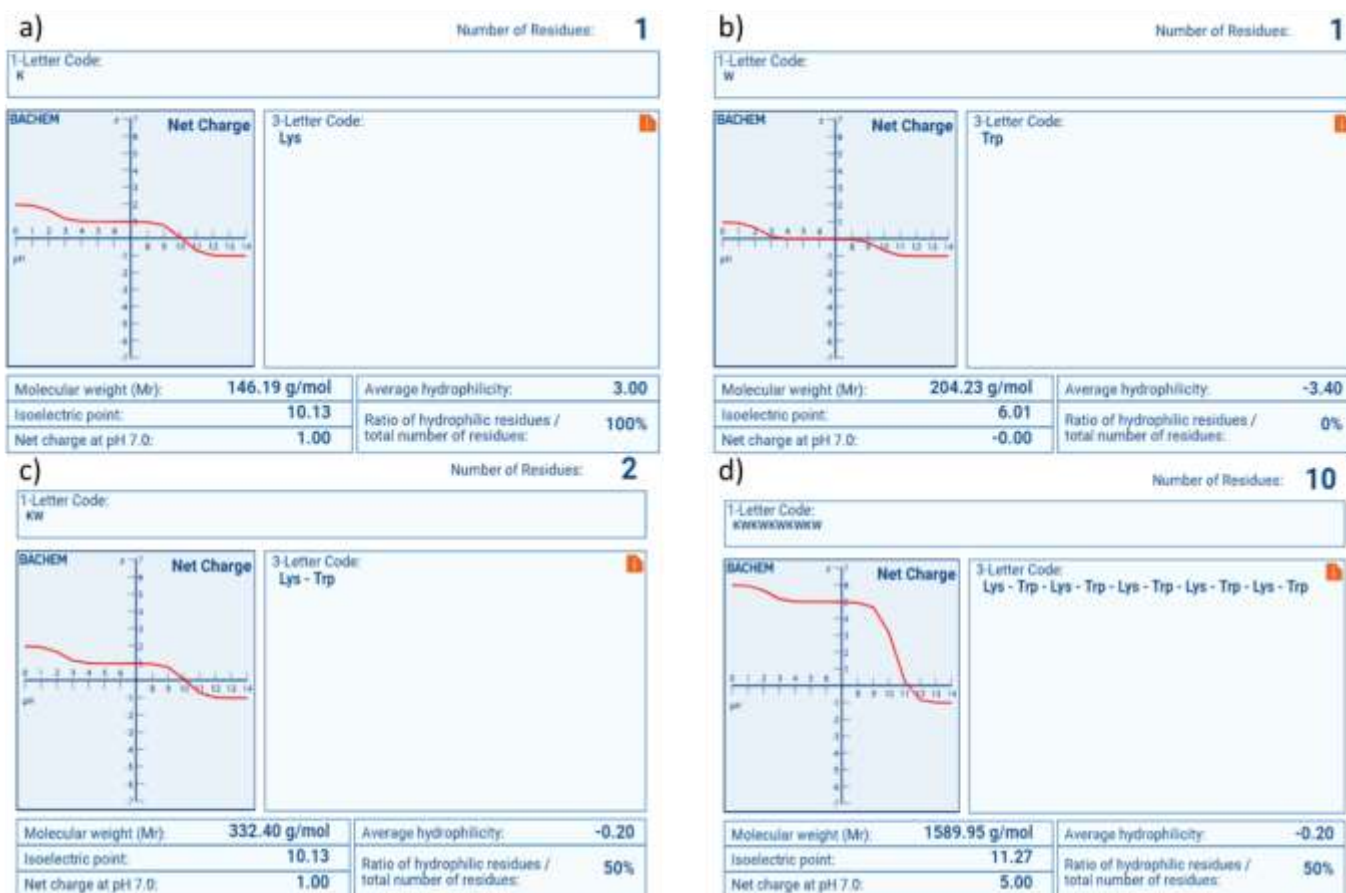 a)
Number of Residues: 1
1-Letter Code:
K
BACHEM
Net Charge
3-Letter Code:
Lys
pH
Molecular weight (Mr): 146.19 g/mol
Isoelectric point: 10.13
Net charge at pH 7.0: 1.00
Average hydrophilicity: 3.00
Ratio of hydrophilic residues /
total number of residues: 100%
b)
Number of Residues: 1
1-Letter Code:
W
BACHEM
Net Charge
3-Letter Code:
Trp
pH
Molecular weight (Mr): 204.23 g/mol
Isoelectric point: 6.01
Net charge at pH 7.0: -0.00
Average hydrophilicity: -3.40
Ratio of hydrophilic residues /
total number of residues: 0%
c)
Number of Residues: 2
1-Letter Code:
KW
BACHEM
Net Charge
3-Letter Code:
Lys - Trp
pH
Molecular weight (Mr): 332.40 g/mol
Isoelectric point: 10.13
Net charge at pH 7.0: 1.00
Average hydrophilicity: -0.20
Ratio of hydrophilic residues /
total number of residues: 50%
d)
Number of Residues: 10
1-Letter Code:
KWKWKWKWKW
BACHEM
Net Charge
3-Letter Code:
Lys - Trp - Lys - Trp - Lys - Trp - Lys - Trp - Lys - Trp
pH
Molecular weight (Mr): 1589.95 g/mol
Isoelectric point: 11.27
Net charge at pH 7.0: 5.00
Average hydrophilicity: -0.20
Ratio of hydrophilic residues /
total number of residues: 50%